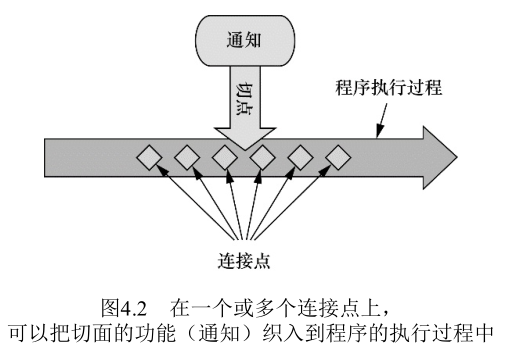 通知
切点
程序执行过程
连接点
图4.2 在一个或多个连接点上，
可以把切面的功能（通知）织入到程序的执行过程中